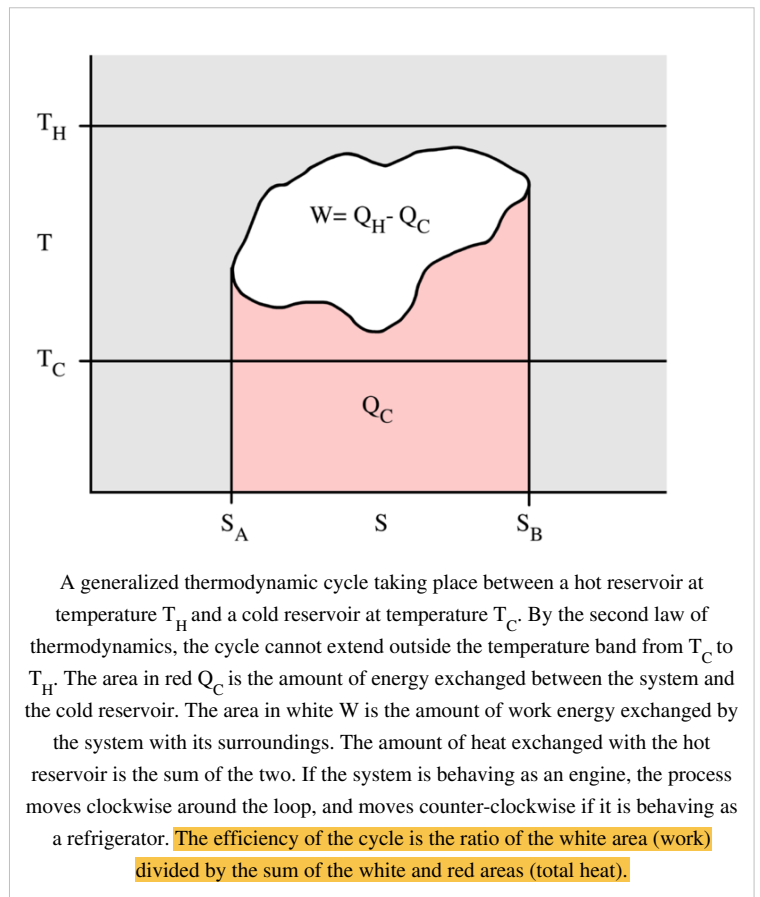 T_H
W= Q_H- Q_C
T
T_C
Q_C
S_A S S_B
A generalized thermodynamic cycle taking place between a hot reservoir at
temperature T_H and a cold reservoir at temperature T_C. By the second law of
thermodynamics, the cycle cannot extend outside the temperature band from T_C to
T_H. The area in red Q_C is the amount of energy exchanged between the system and
the cold reservoir. The area in white W is the amount of work energy exchanged by
the system with its surroundings. The amount of heat exchanged with the hot
reservoir is the sum of the two. If the system is behaving as an engine, the process
moves clockwise around the loop, and moves counter-clockwise if it is behaving as
a refrigerator. The efficiency of the cycle is the ratio of the white area (work)
divided by the sum of the white and red areas (total heat).